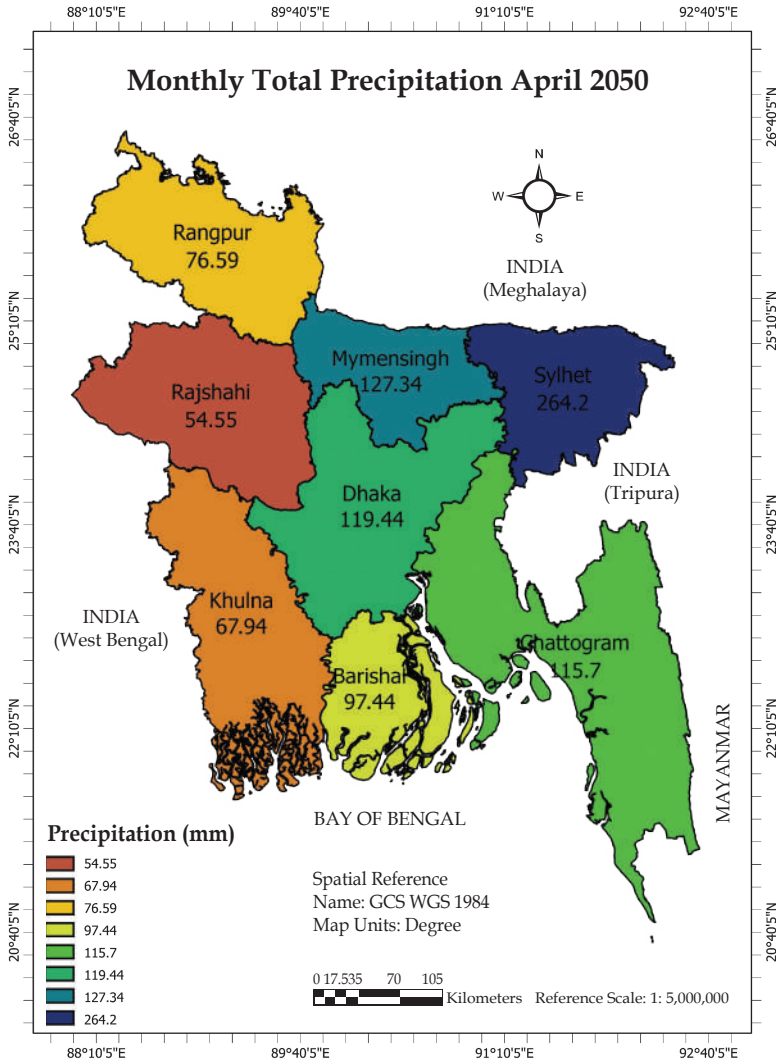 88°10'5"E 89°40'5"E 91°10'5"E 92°40'5"E
Monthly Total Precipitation April 2050
26°40'5"N
26°40'5"N
N
W E
S
Rangpur
76.59
INDIA
(Meghalaya)
25°10'5"N
25°10'5"N
Mymensingh
127.34
Sylhet
264.2
Rajshahi
54.55
INDIA
(Tripura)
Dhaka
119.44
23°40'5"N
23°40'5"N
Khulna
67.94
INDIA
(West Bengal)
Chattogram
115.7
Barishal
97.44
22°10'5"N
22°10'5"N
MAYANMAR
BAY OF BENGAL
Precipitation (mm)
54.55
67.94
76.59
97.44
115.7
119.44
127.34
264.2
Spatial Reference
Name: GCS WGS 1984
Map Units: Degree
20°40'5"N
20°40'5"N
0 17.535 70 105
Kilometers Reference Scale: 1: 5,000,000
88°10'5"E 89°40'5"E 91°10'5"E 92°40'5"E